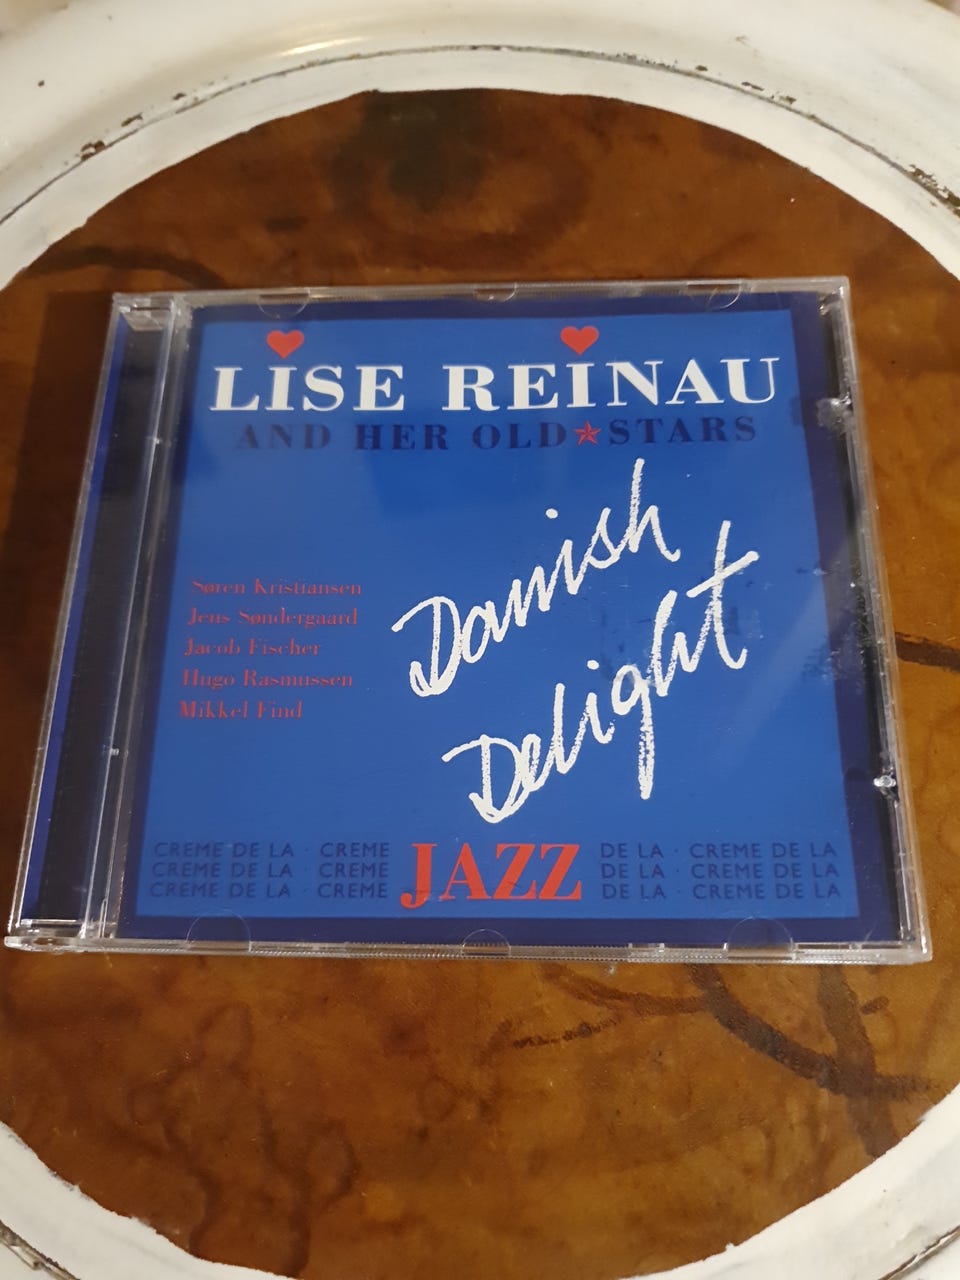 LISE REINAU
AND HER OLD★STARS
Danish
Delight
Søren Kristiansen
Jens Søndergaard
Jacob Fischer
Hugo Rasmussen
Mikkel Find
CREME DE LA · CREME JAZZ DE LA · CREME DE LA
CREME DE LA · CREME DE LA · CREME DE LA
CREME DE LA · CREME DE LA · CREME DE LA